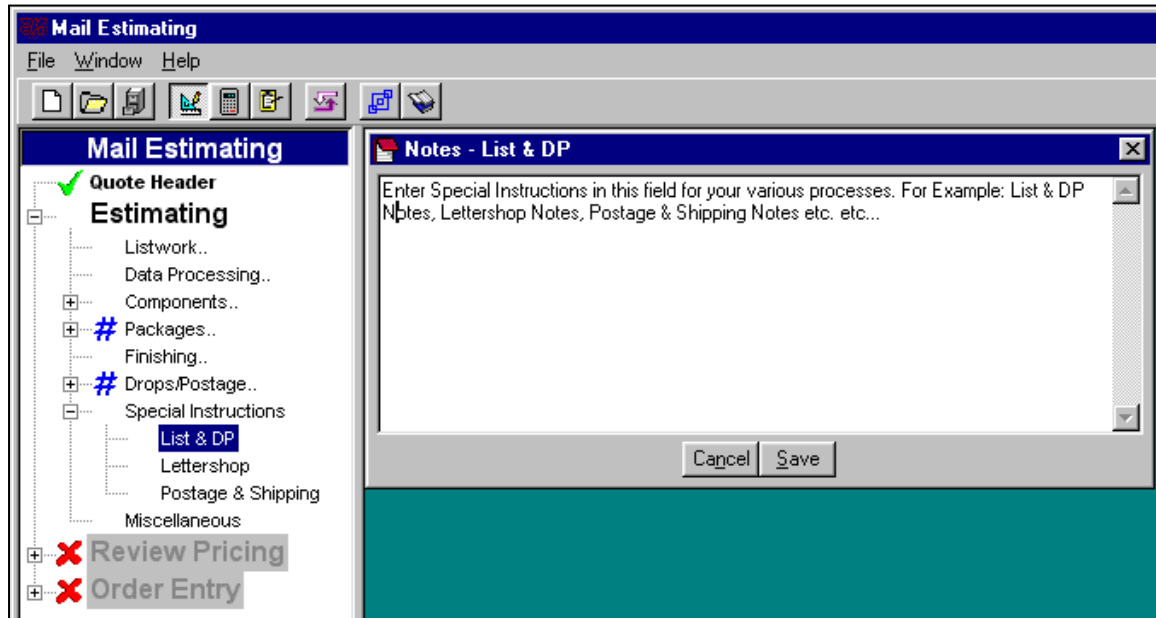 Mail Estimating
File Window Help
Mail Estimating
Quote Header
Estimating
Listwork..
Data Processing..
Components..
# Packages..
Finishing..
# Drops/Postage..
Special Instructions
List & DP
Lettershop
Postage & Shipping
Miscellaneous
Review Pricing
Order Entry
Notes - List & DP
Enter Special Instructions in this field for your various processes. For Example: List & DP
Notes, Lettershop Notes, Postage & Shipping Notes etc. etc...
Cancel Save